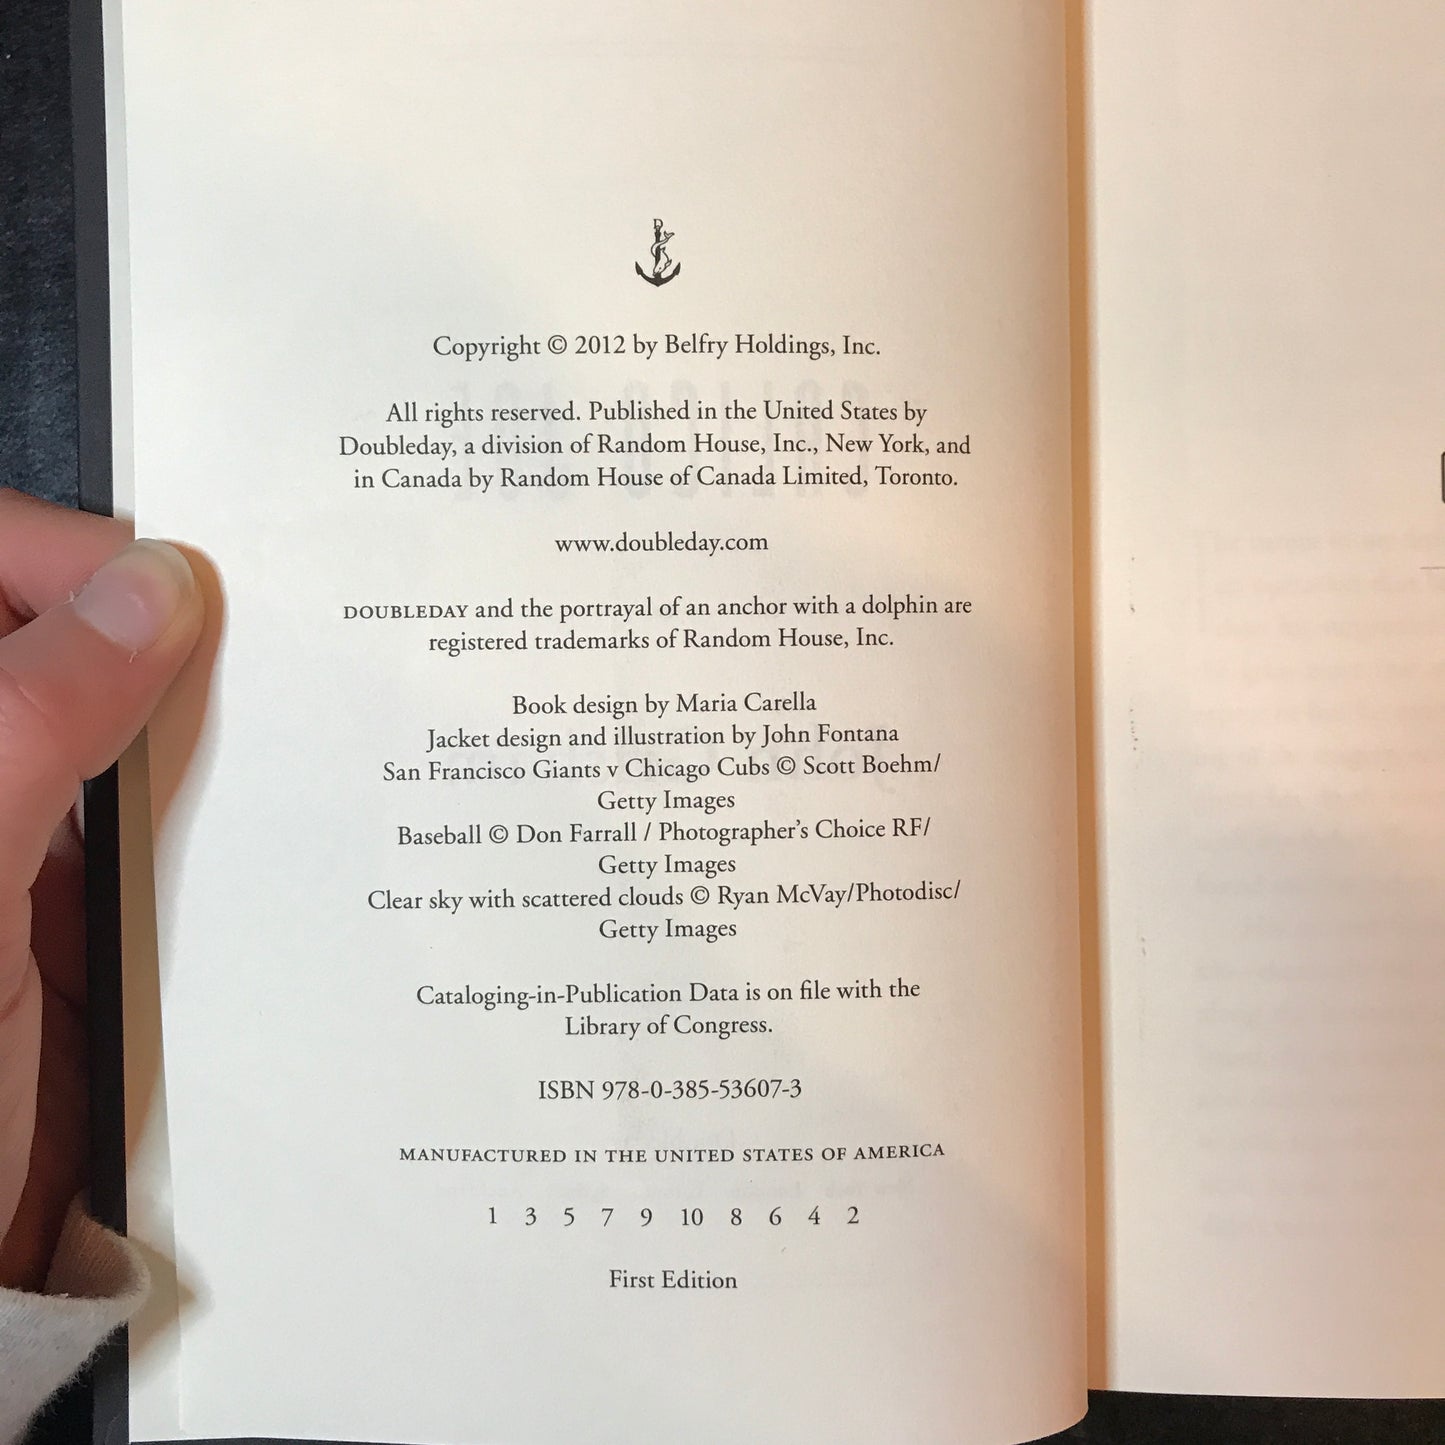 Copyright © 2012 by Belfry Holdings, Inc.
All rights reserved. Published in the United States by
Doubleday, a division of Random House, Inc., New York, and
in Canada by Random House of Canada Limited, Toronto.
www.doubleday.com
DOUBLEDAY and the portrayal of an anchor with a dolphin are
registered trademarks of Random House, Inc.
Book design by Maria Carella
Jacket design and illustration by John Fontana
San Francisco Giants v Chicago Cubs © Scott Boehm/
Getty Images
Baseball © Don Farrall / Photographer's Choice RF/
Getty Images
Clear sky with scattered clouds © Ryan McVay/Photodisc/
Getty Images
Cataloging-in-Publication Data is on file with the
Library of Congress.
ISBN 978-0-385-53607-3
MANUFACTURED IN THE UNITED STATES OF AMERICA
1 3 5 7 9 10 8 6 4 2
First Edition